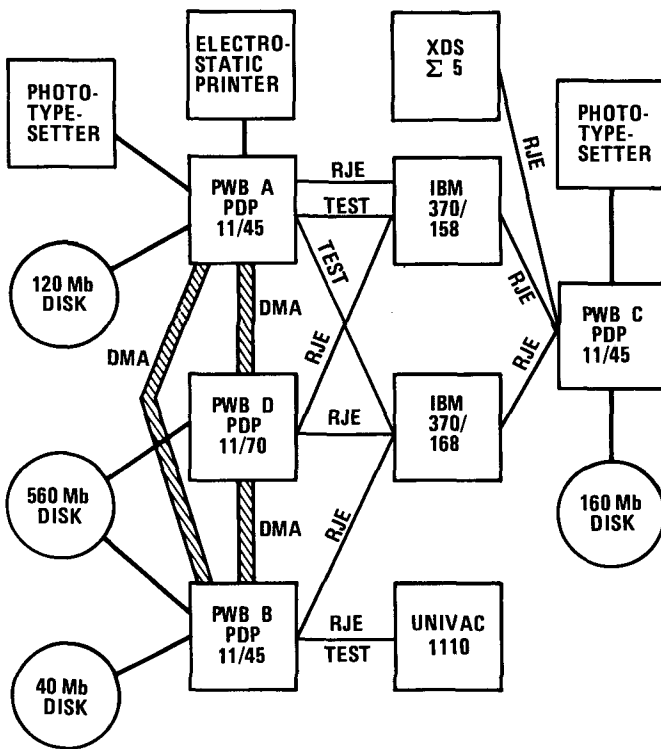 ELECTRO-
STATIC
PRINTER
XDS
Σ 5
PHOTO-
TYPE-
SETTER
PHOTO-
TYPE-
SETTER
PWB A
PDP
11/45
RJE
TEST
IBM
370/
158
RJE
TEST
120 Mb
DISK
DMA
DMA
RJE
RJE
PWB C
PDP
11/45
RJE
PWB D
PDP
11/70
RJE
IBM
370/
168
560 Mb
DISK
DMA
RJE
160 Mb
DISK
PWB B
PDP
11/45
RJE
TEST
UNIVAC
1110
40 Mb
DISK